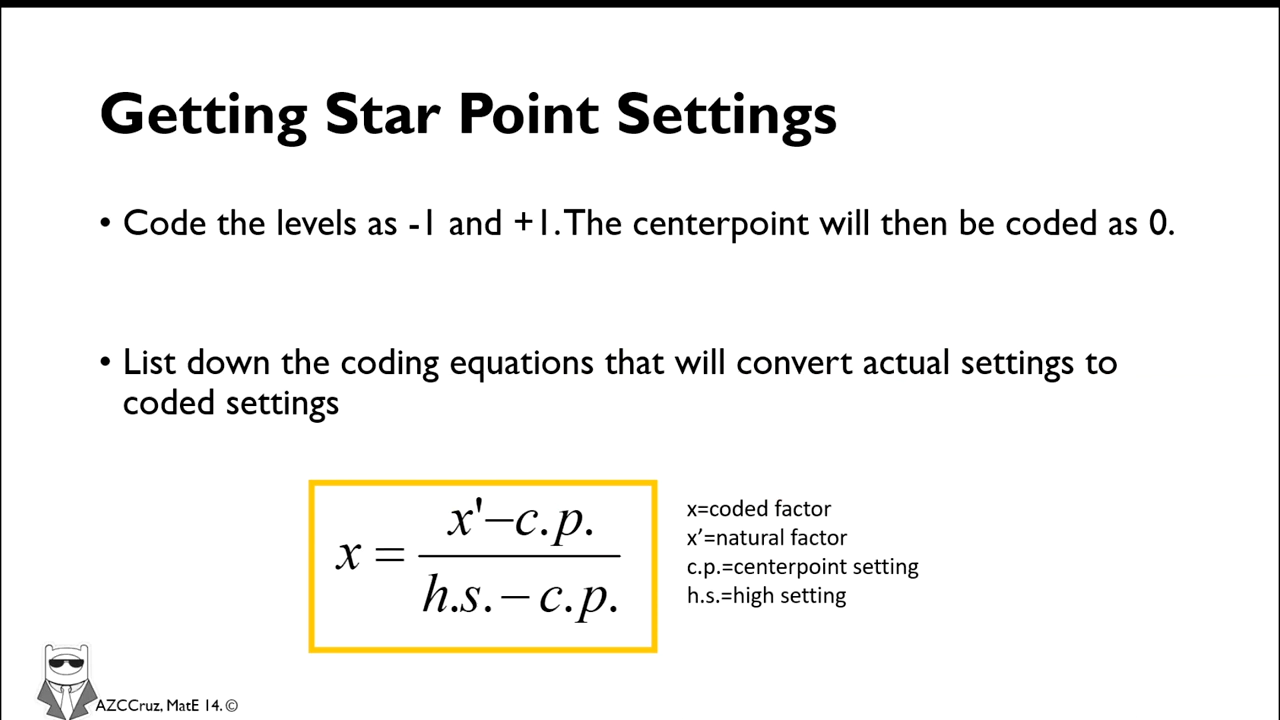 Getting Star Point Settings
• Code the levels as -1 and +1. The centerpoint will then be coded as 0.
• List down the coding equations that will convert actual settings to
coded settings
x = (x'−c.p.) / (h.s.−c.p.)
x=coded factor
x’=natural factor
c.p.=centerpoint setting
h.s.=high setting
AZCCruz, MatE 14. ©